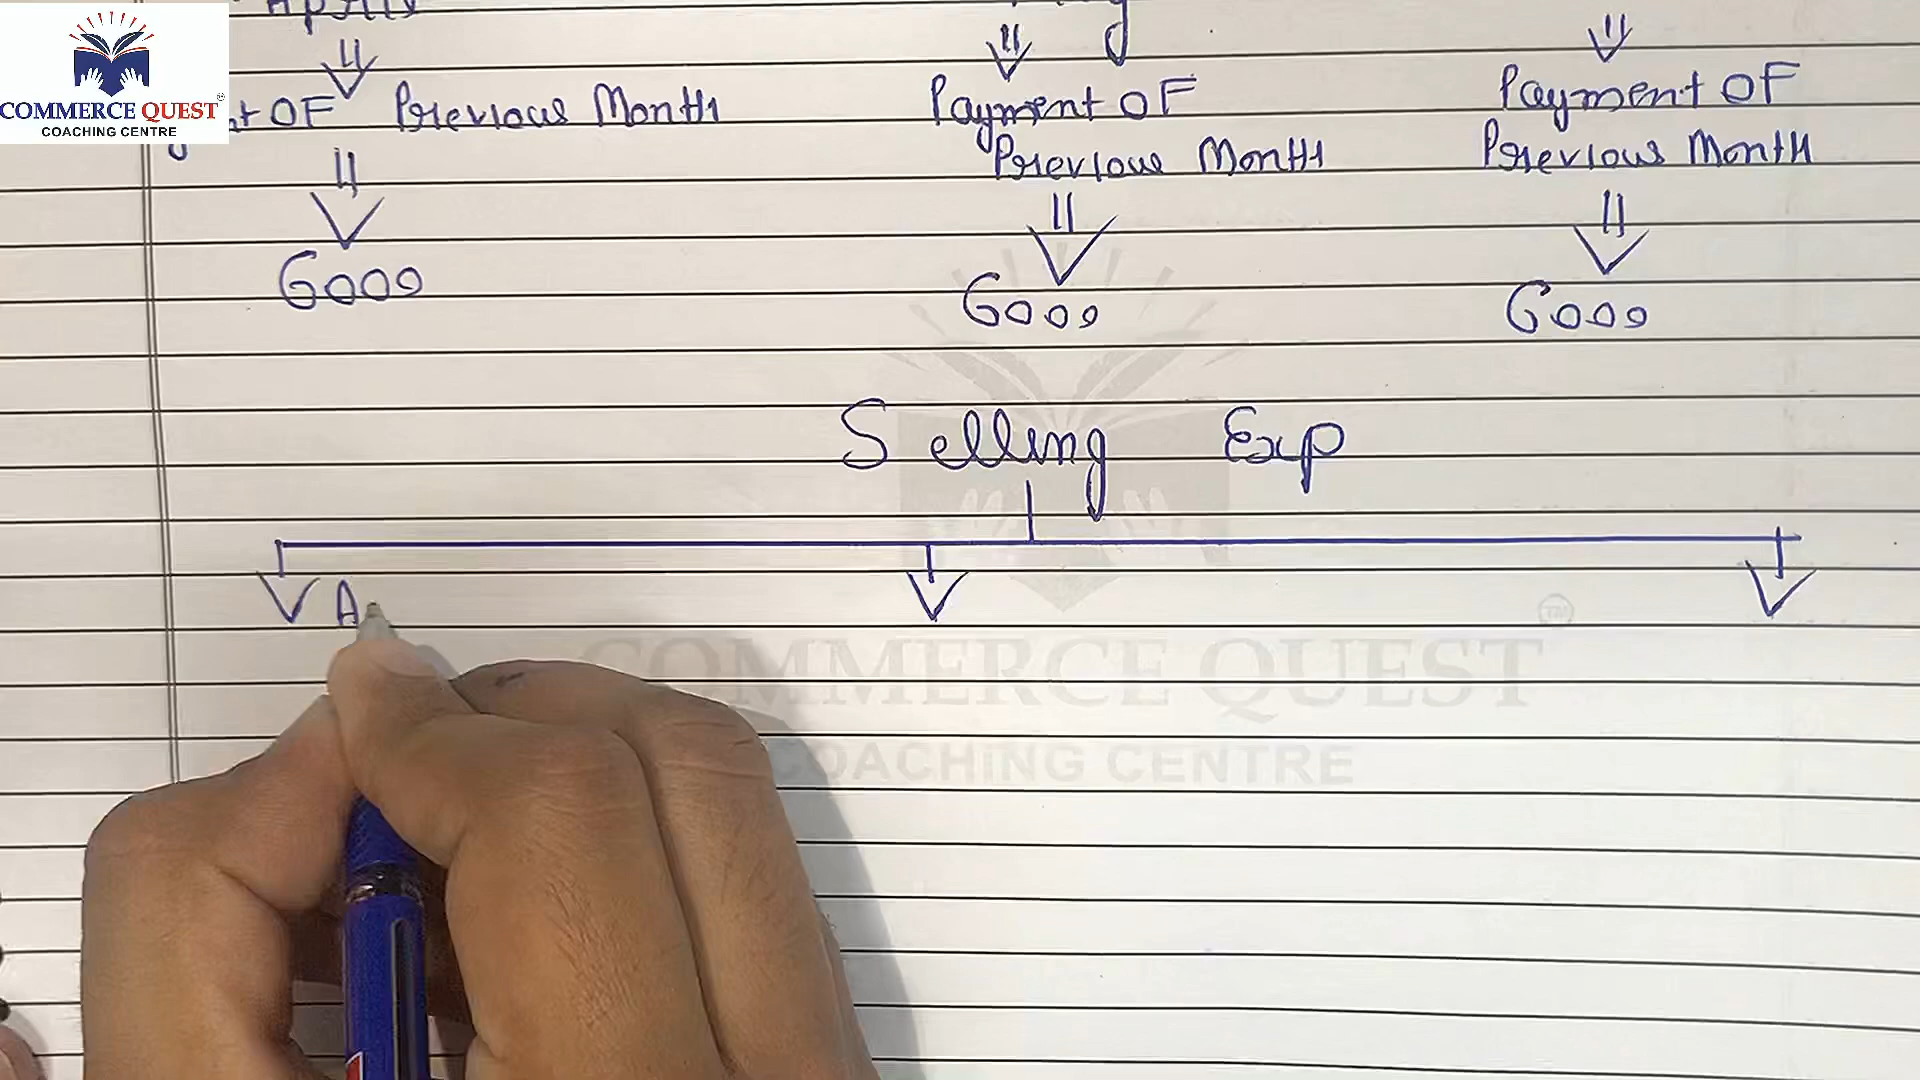 COMMERCE QUEST
COACHING CENTRE
OF Previous Month
Payment OF
Previous Month
Payment OF
Previous Month
6000
6000
6000
Selling Exp
A
COMMERCE QUEST
TM
COACHiNG CENTRE